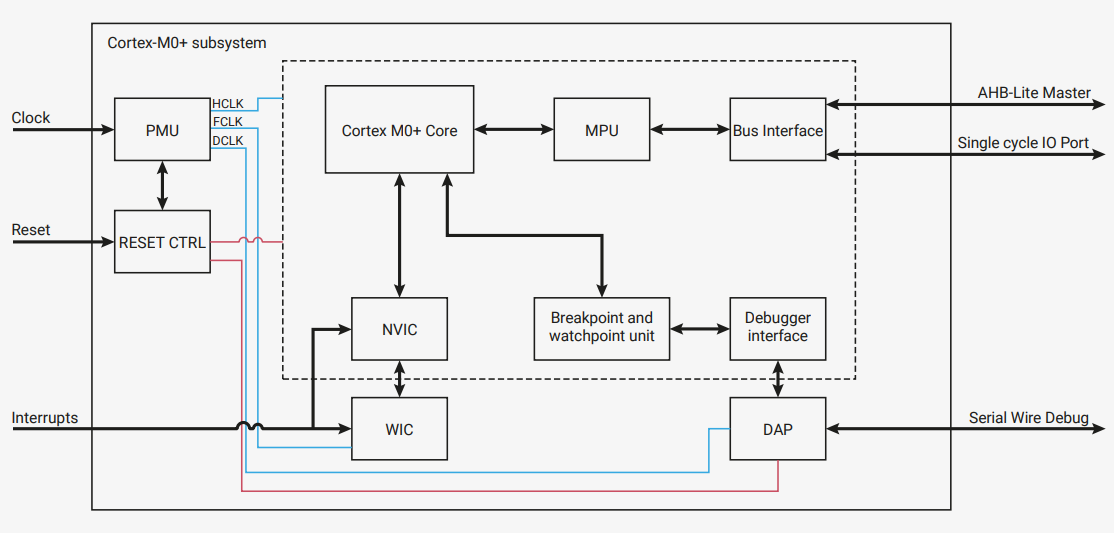 Cortex-M0+ subsystem
Clock
PMU
HCLK
FCLK
DCLK
Cortex M0+ Core
MPU
Bus Interface
AHB-Lite Master
Single cycle IO Port
Reset
RESET CTRL
NVIC
Breakpoint and
watchpoint unit
Debugger
interface
Interrupts
WIC
DAP
Serial Wire Debug